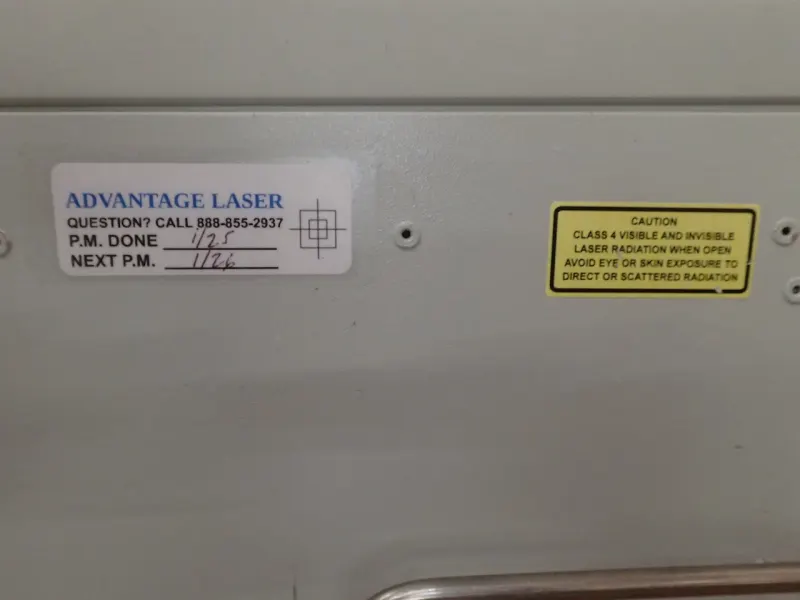 ADVANTAGE LASER
QUESTION? CALL 888-855-2937
P.M. DONE 1/25
NEXT P.M. 1/26
CAUTION
CLASS 4 VISIBLE AND INVISIBLE
LASER RADIATION WHEN OPEN
AVOID EYE OR SKIN EXPOSURE TO
DIRECT OR SCATTERED RADIATION